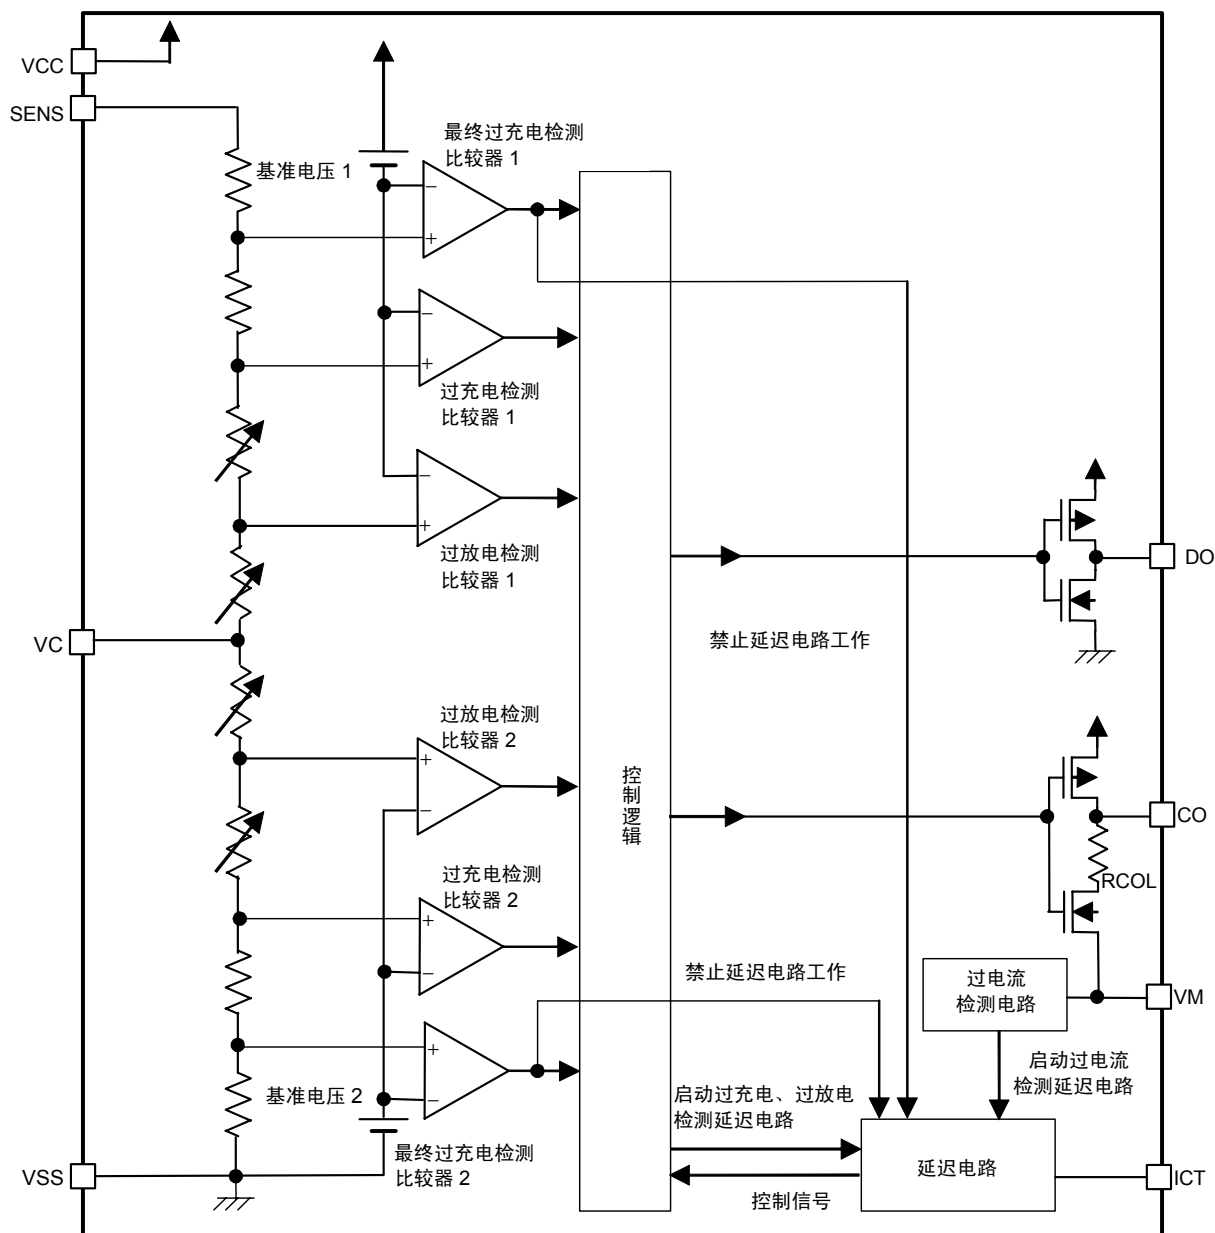 VCC
SENS
最终过充电检测
比较器 1
基准电压 1
过充电检测
比较器 1
过放电检测
比较器 1
DO
VC
禁止延迟电路工作
过放电检测
比较器 2
控制逻辑
CO
RCOL
过充电检测
比较器 2
禁止延迟电路工作
过电流
检测电路
VM
启动过电流
检测延迟电路
基准电压 2
启动过充电、过放电
检测延迟电路
最终过充电检测
比较器 2
延迟电路
VSS
控制信号
ICT